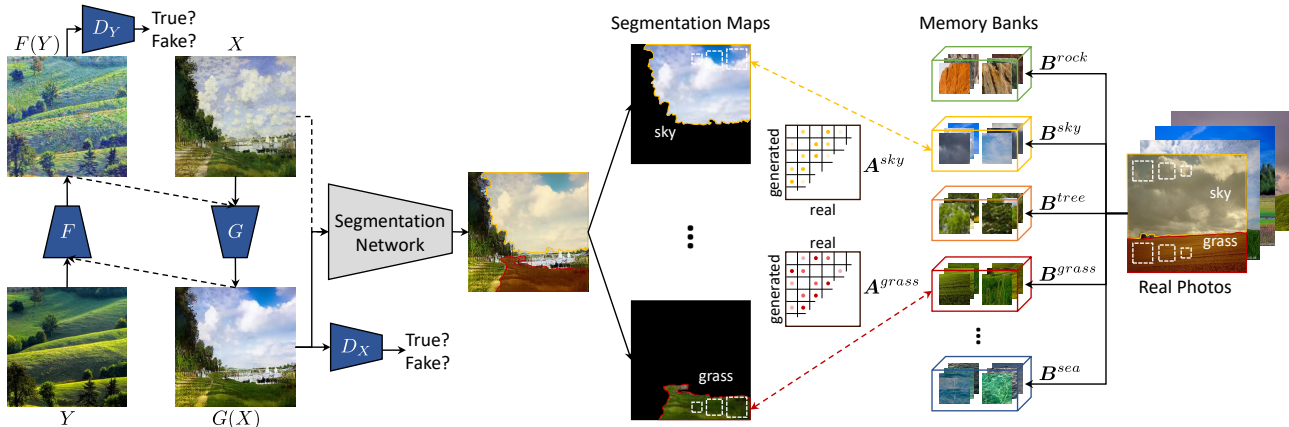 F(Y)
D_Y
True?
Fake?
X
F
G
Segmentation
Network
Y
G(X)
D_X
True?
Fake?
Segmentation Maps
sky
grass
generated
real
A^{sky}
real
generated
A^{grass}
Memory Banks
B^{rock}
B^{sky}
B^{tree}
B^{grass}
B^{sea}
sky
grass
Real Photos